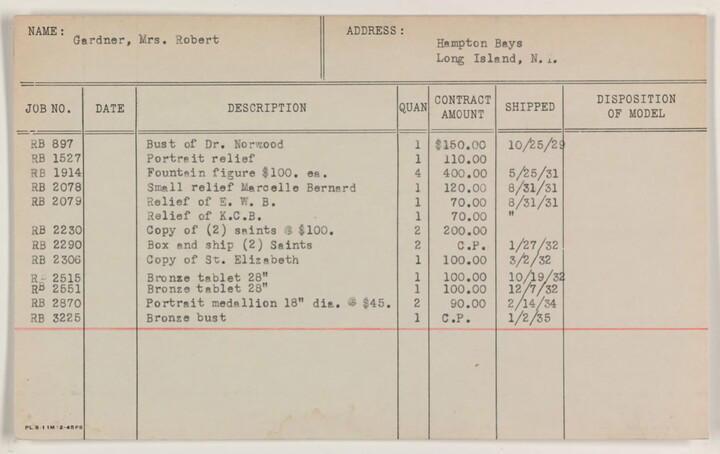 NAME: Gardner, Mrs. Robert ADDRESS: Hampton Bays
Long Island, N.Y.
JOB NO. DATE DESCRIPTION QUAN CONTRACT AMOUNT SHIPPED DISPOSITION OF MODEL
RB 897 Bust of Dr. Norwood 1 $150.00 10/25/29
RB 1527 Portrait relief 1 110.00
RB 1914 Fountain figure $100. ea. 4 400.00 5/25/31
RB 2078 Small relief Marcelle Bernard 1 120.00 8/31/31
RB 2079 Relief of E. W. B. 1 70.00 8/31/31
Relief of K.C.B. 1 70.00 "
RB 2230 Copy of (2) saints @ $100. 2 200.00
RB 2290 Box and ship (2) Saints 2 C.P. 1/27/32
RB 2306 Copy of St. Elizabeth 1 100.00 3/2/32
RB 2515 Bronze tablet 28" 1 100.00 10/19/32
RB 2551 Bronze tablet 28" 1 100.00 12/7/32
RB 2870 Portrait medallion 18" dia. @ $45. 2 90.00 2/14/34
RB 3225 Bronze bust 1 C.P. 1/2/35